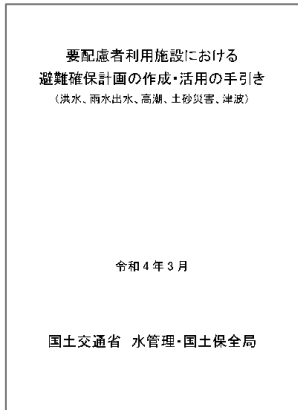 要配慮者利用施設における
避難確保計画の作成・活用の手引き
（洪水、雨水出水、高潮、土砂災害、津波）
令和4年3月
国土交通省 水管理・国土保全局